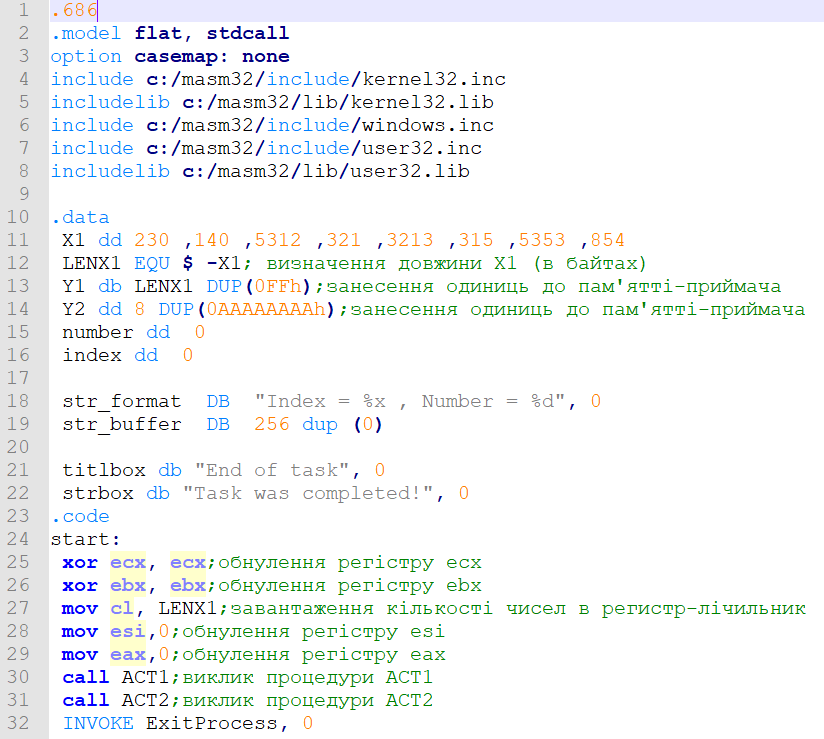 1 .686
2 .model flat, stdcall
3 option casemap: none
4 include c:/masm32/include/kernel32.inc
5 includelib c:/masm32/lib/kernel32.lib
6 include c:/masm32/include/windows.inc
7 include c:/masm32/include/user32.inc
8 includelib c:/masm32/lib/user32.lib
9
10 .data
11 X1 dd 230 ,140 ,5312 ,321 ,3213 ,315 ,5353 ,854
12 LENX1 EQU $ -X1; визначення довжини X1 (в байтах)
13 Y1 db LENX1 DUP(0FFh);занесення одиниць до пам'ятті-приймача
14 Y2 dd 8 DUP(0AAAAAAAAh);занесення одиниць до пам'ятті-приймача
15 number dd 0
16 index dd 0
17
18 str_format DB "Index = %x , Number = %d", 0
19 str_buffer DB 256 dup (0)
20
21 titlbox db "End of task", 0
22 strbox db "Task was completed!", 0
23 .code
24 start:
25 xor ecx, ecx;обнулення регістру ecx
26 xor ebx, ebx;обнулення регістру ebx
27 mov cl, LENX1;завантаження кількості чисел в регистр-лічильник
28 mov esi,0;обнулення регістру esi
29 mov eax,0;обнулення регістру eax
30 call ACT1;виклик процедури ACT1
31 call ACT2;виклик процедури ACT2
32 INVOKE ExitProcess, 0